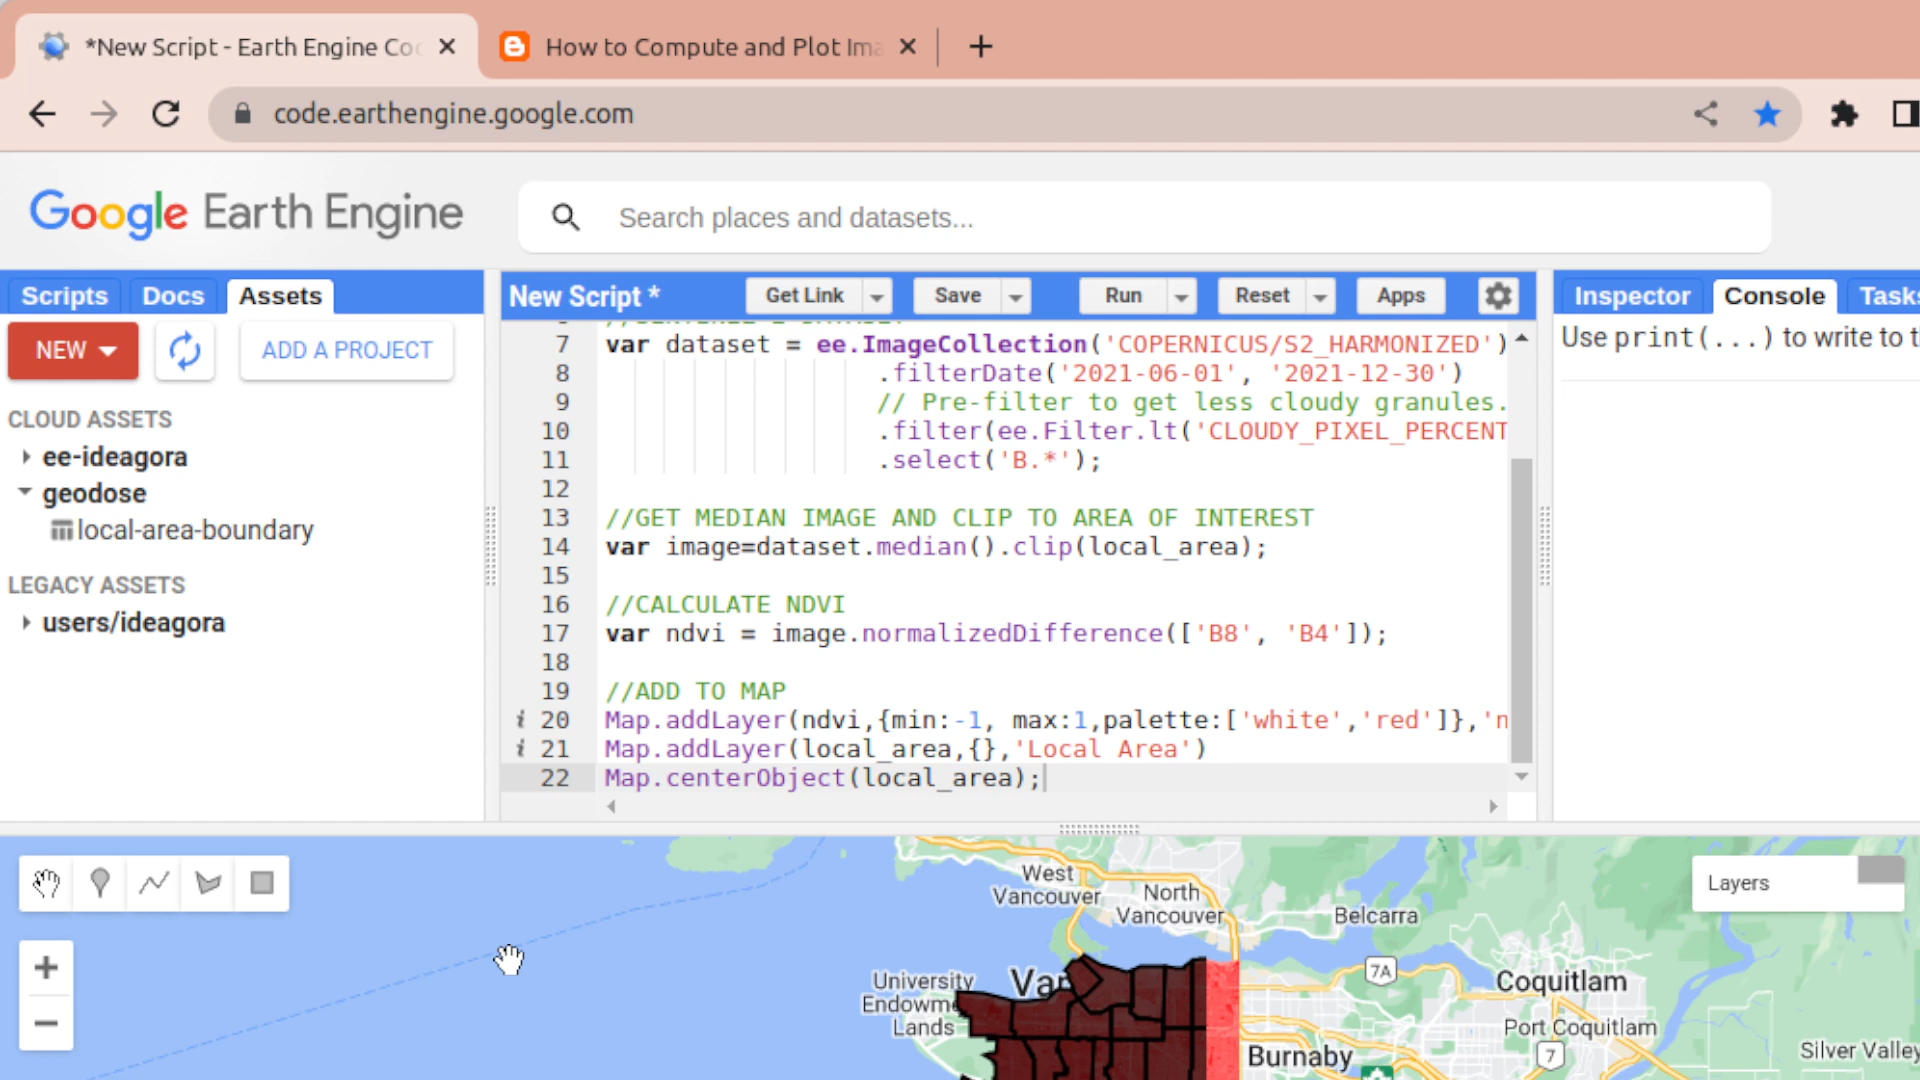 *New Script - Earth Engine Co
How to Compute and Plot Ima
code.earthengine.google.com
Google Earth Engine
Search places and datasets...
Scripts Docs Assets
New Script *
Get Link Save Run Reset Apps
Inspector Console Tasks
NEW
ADD A PROJECT
CLOUD ASSETS
ee-ideagora
geodose
local-area-boundary
LEGACY ASSETS
users/ideagora
7 var dataset = ee.ImageCollection('COPERNICUS/S2_HARMONIZED')
8 .filterDate('2021-06-01', '2021-12-30')
9 // Pre-filter to get less cloudy granules.
10 .filter(ee.Filter.lt('CLOUDY_PIXEL_PERCENT
11 .select('B.*');
12
13 //GET MEDIAN IMAGE AND CLIP TO AREA OF INTEREST
14 var image=dataset.median().clip(local_area);
15
16 //CALCULATE NDVI
17 var ndvi = image.normalizedDifference(['B8', 'B4']);
18
19 //ADD TO MAP
i 20 Map.addLayer(ndvi,{min:-1, max:1,palette:['white','red']},'n
i 21 Map.addLayer(local_area,{},'Local Area')
22 Map.centerObject(local_area);
Use print(...) to write to t
Layers
West
Vancouver
North
Vancouver
Belcarra
7A
University
Endowme
Lands
Van
Coquitlam
Port Coquitlam
7
Burnaby
Silver Valley